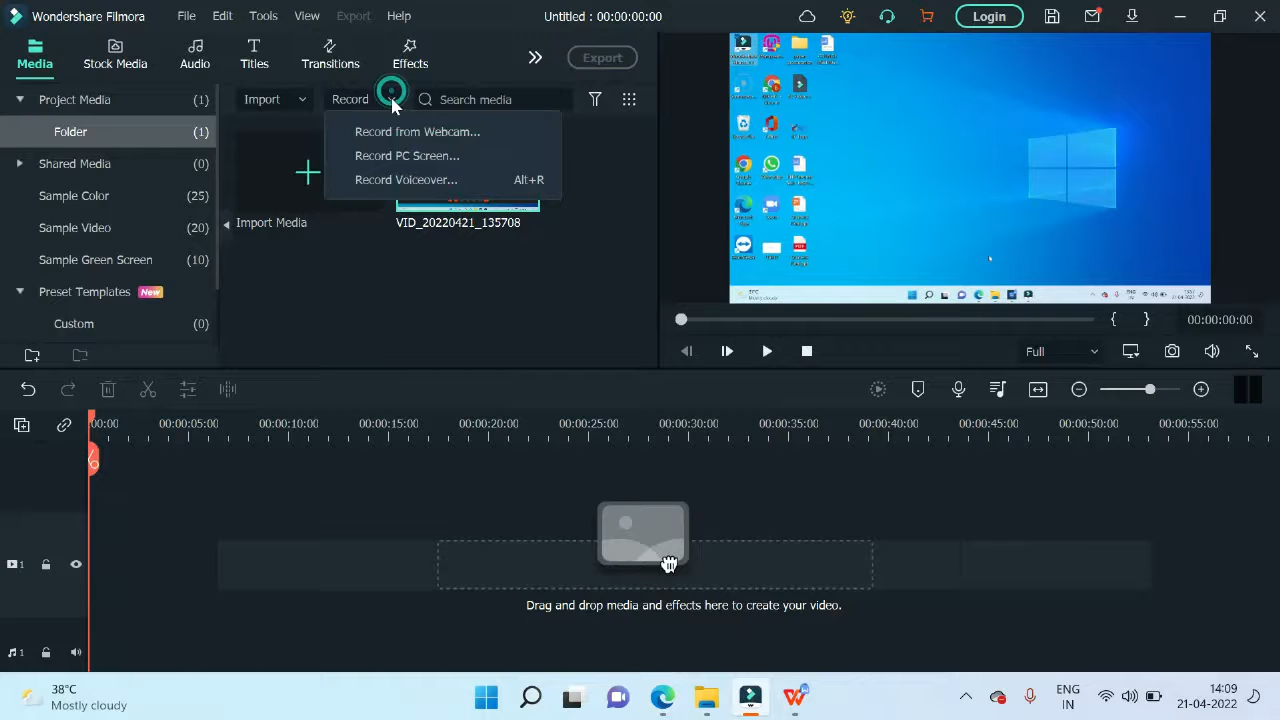 Wondershare Filmora
File Edit Tools View Export Help
Untitled : 00:00:00:00
Login
Media Audio Titles Transitions Effects
Export
(1)
Import
Record
Search media
Folder (1)
Record from Webcam...
Record PC Screen...
Record Voiceover... Alt+R
Shared Media (0)
Sample Color (25)
(20)
Sample Green Screen (10)
Preset Templates New
Custom (0)
Import Media
VID_20220421_135708
00:00:00:00
Full
00:00
00:00:05:00
00:00:10:00
00:00:15:00
00:00:20:00
00:00:25:00
00:00:30:00
00:00:35:00
00:00:40:00
00:00:45:00
00:00:50:00
00:00:55:00
1
Drag and drop media and effects here to create your video.
1
38°C
Mostly cloudy
ENG
IN
14:09
21-04-2022